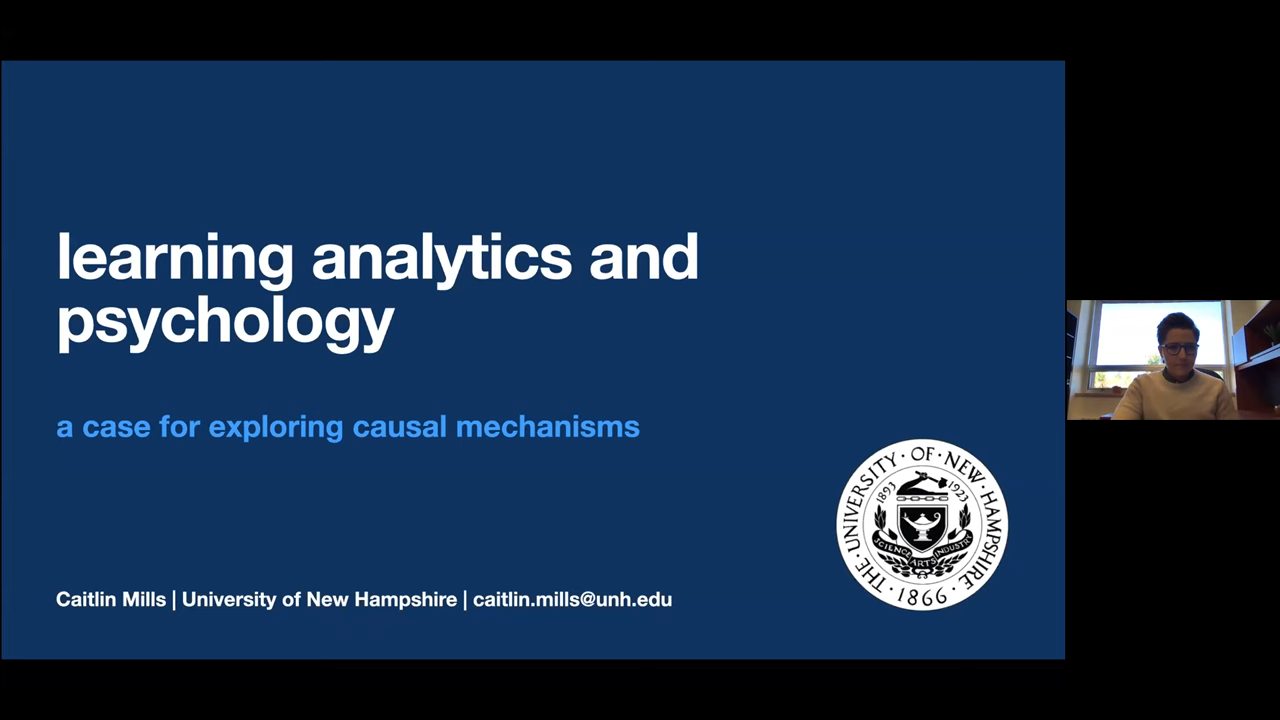 learning analytics and
psychology
a case for exploring causal mechanisms
THE·UNIVERSITY·OF·NEW·HAMPSHIRE·
1893 1923
SCIENCE ARTS INDUSTRY
·1866·
Caitlin Mills | University of New Hampshire | caitlin.mills@unh.edu